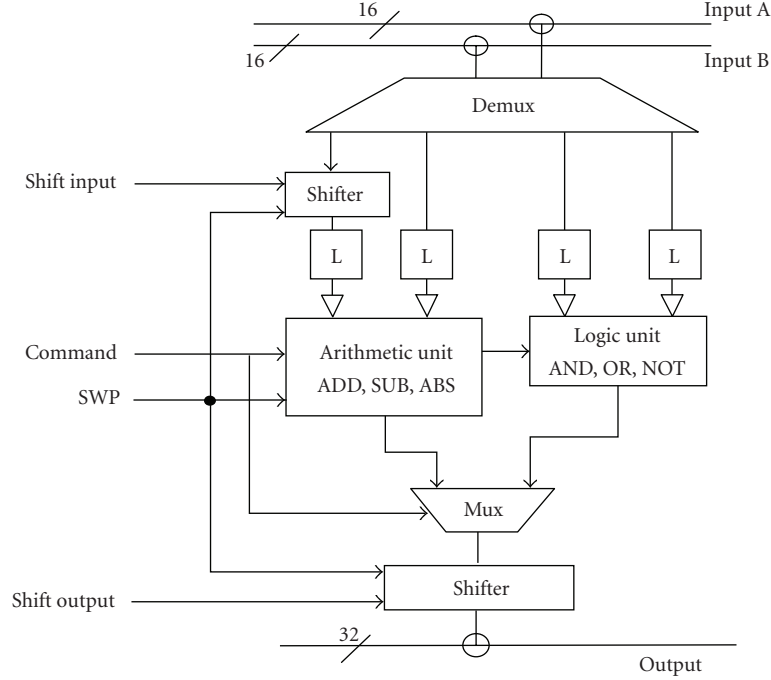 16
Input A
16
Input B
Demux
Shift input
Shifter
L
L
L
L
Command
Arithmetic unit
ADD, SUB, ABS
Logic unit
AND, OR, NOT
SWP
Mux
Shifter
Shift output
32
Output